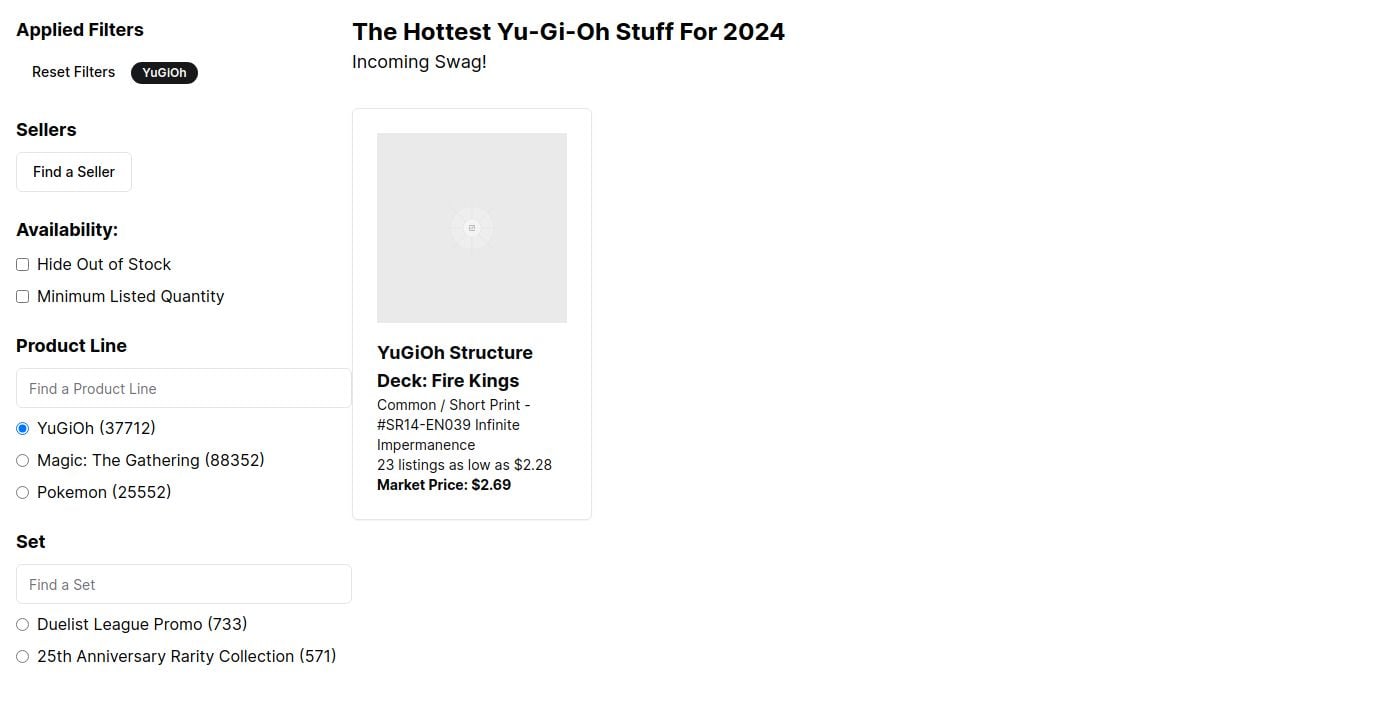 Applied Filters
Reset Filters YuGiOh
Sellers
Find a Seller
Availability:
Hide Out of Stock
Minimum Listed Quantity
Product Line
Find a Product Line
YuGiOh (37712)
Magic: The Gathering (88352)
Pokemon (25552)
Set
Find a Set
Duelist League Promo (733)
25th Anniversary Rarity Collection (571)
The Hottest Yu-Gi-Oh Stuff For 2024
Incoming Swag!
YuGiOh Structure
Deck: Fire Kings
Common / Short Print -
#SR14-EN039 Infinite
Impermanence
23 listings as low as $2.28
Market Price: $2.69